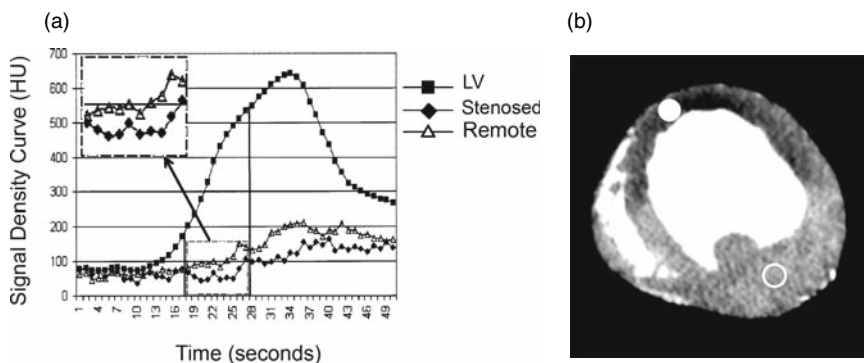 (a)
(b)
Signal Density Curve (HU)
700
600
500
400
300
200
100
0
LV
Stenosed
Remote
1 4 7 10 13 16 19 22 25 28 31 34 37 40 43 46 49
Time (seconds)